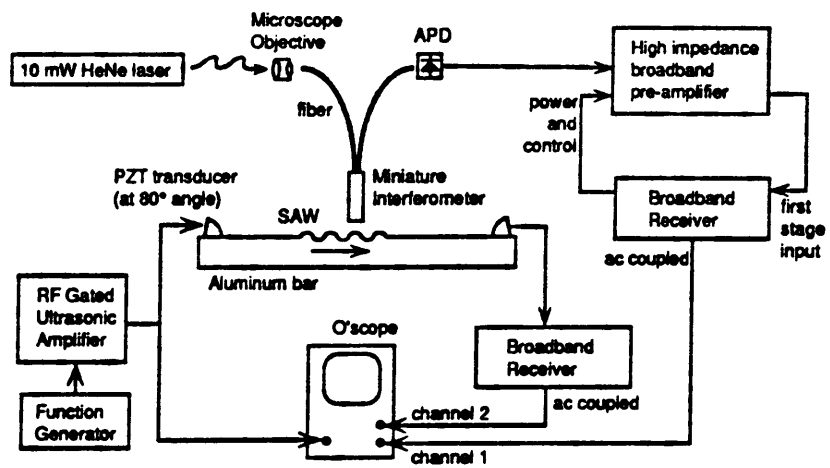 Microscope
Objective
APD
10 mW HeNe laser
fiber
High impedance
broadband
pre-amplifier
power
and
control
PZT transducer
(at 80° angle)
Miniature
Interferometer
SAW
Broadband
Receiver
first
stage
input
ac coupled
Aluminum bar
RF Gated
Ultrasonic
Amplifier
O'scope
Broadband
Receiver
ac coupled
Function
Generator
channel 2
channel 1